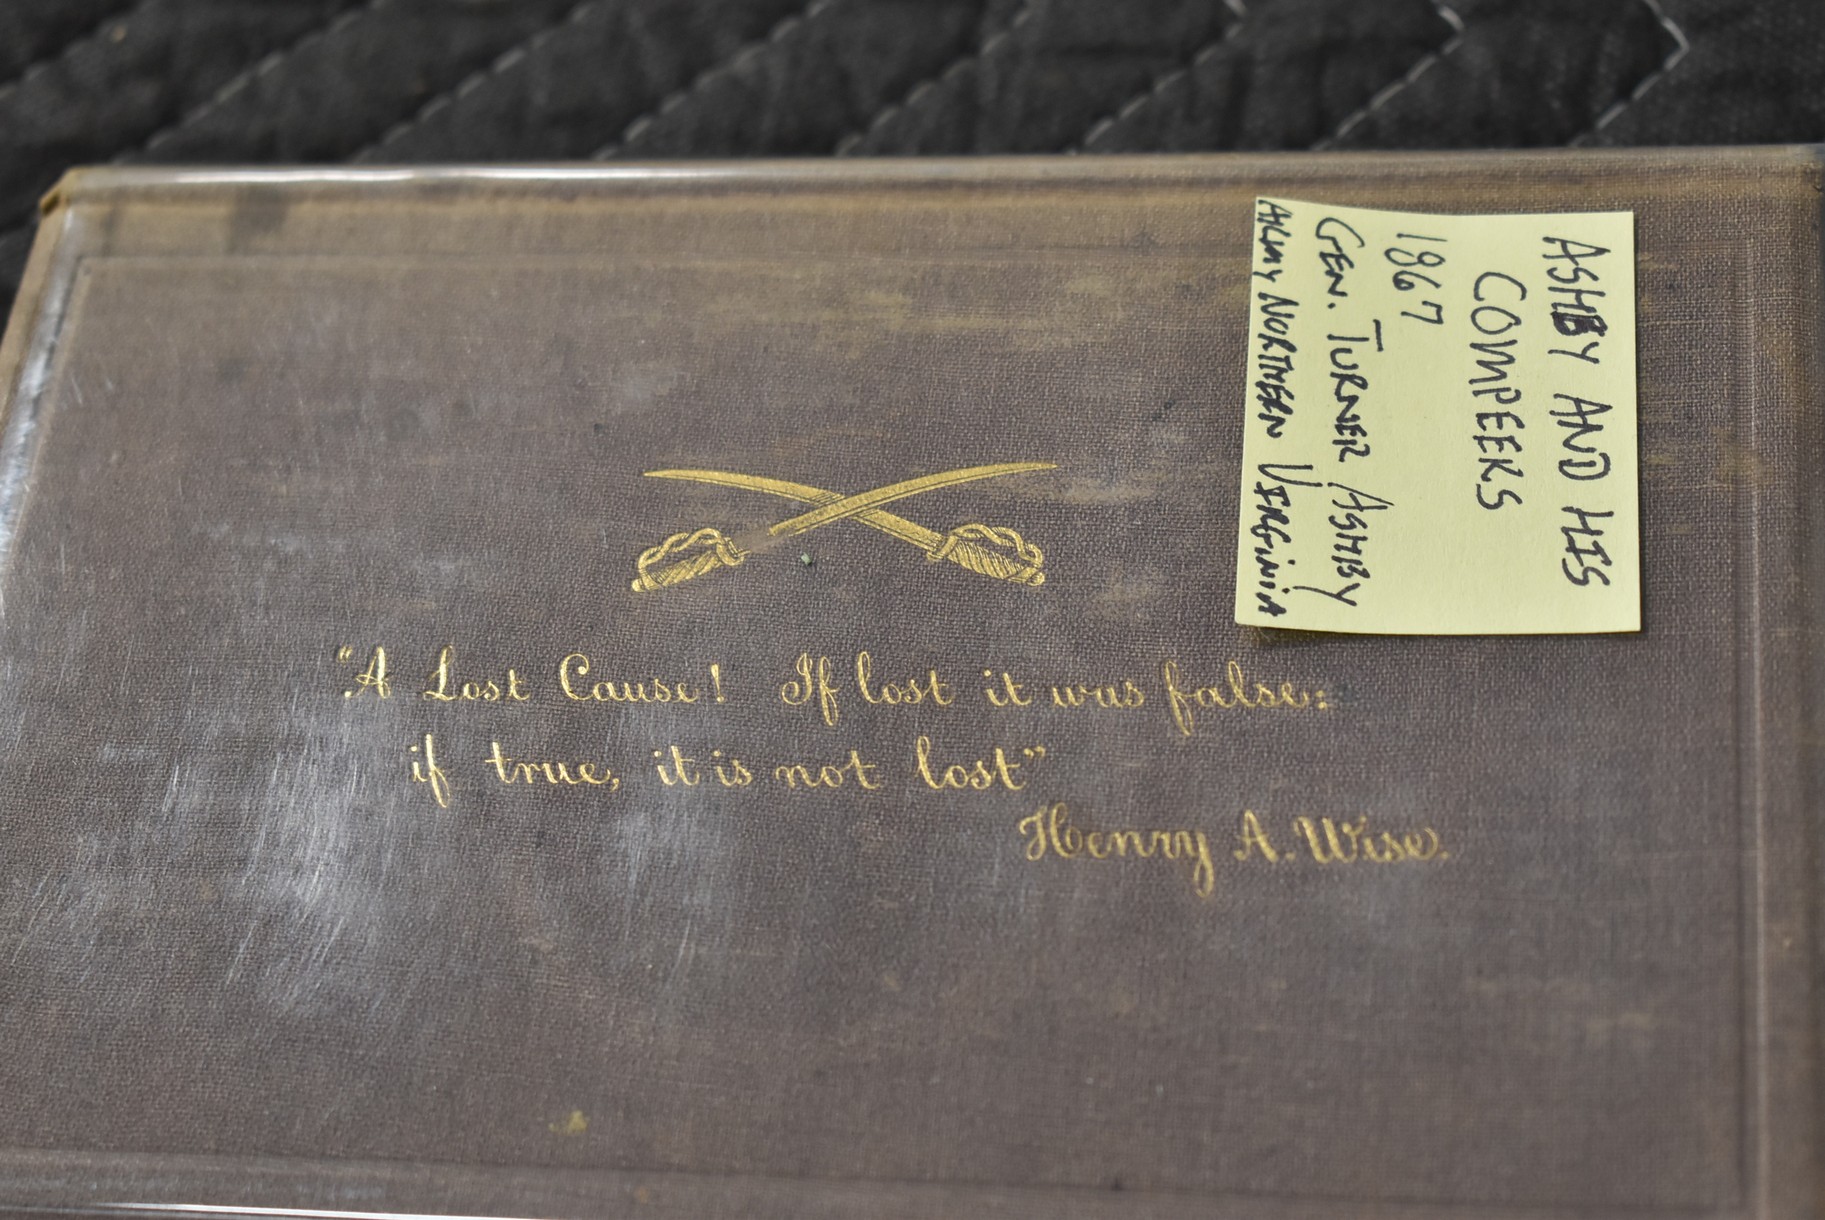 "A Lost Cause! If lost it was false:
if true, it is not lost"
Henry A. Wise.
ASHBY AND HIS
COMPEERS
1867
GEN. TURNER ASHBY
ARMY NORTHERN VIRGINIA